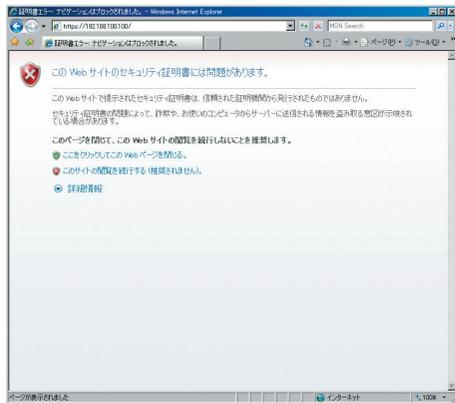 証明書エラー: ナビゲーションはブロックされました。 - Windows Internet Explorer
https://192.168.100.100/
MSN Search
証明書エラー: ナビゲーションはブロックされました。
ページ(P)
ツール(O)
この Web サイトのセキュリティ証明書には問題があります。
この Web サイトで提示されたセキュリティ証明書は、信頼された証明機関から発行されたものではありません。
セキュリティ証明書の問題によって、詐欺や、お使いのコンピュータからサーバーに送信される情報を盗み取る意図が示唆され
ている場合があります。
このページを閉じて、この Web サイトの閲覧を続行しないことを推奨します。
ここをクリックしてこの Web ページを閉じる。
このサイトの閲覧を続行する (推奨されません)。
詳細情報
ページが表示されました
インターネット
100%